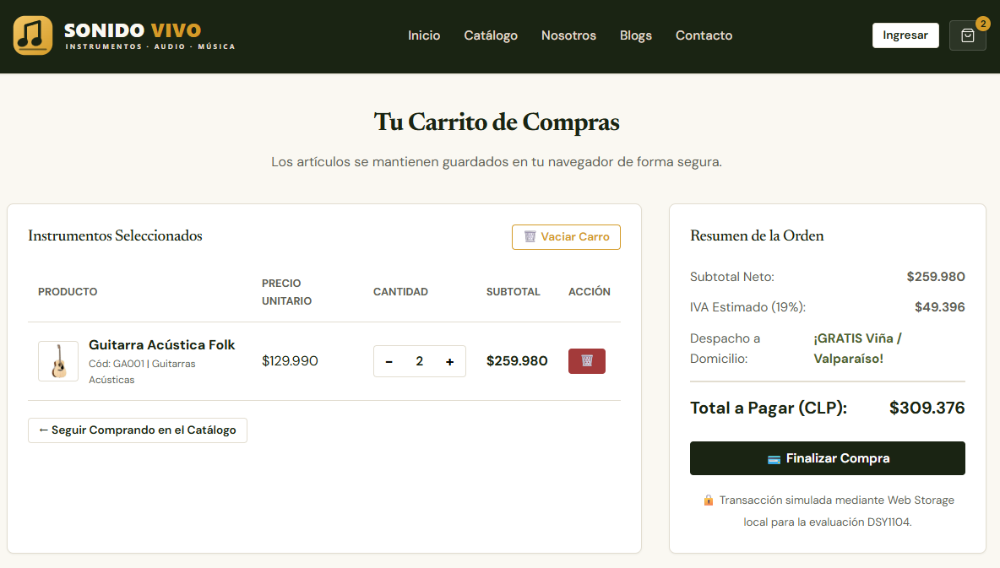 SONIDO VIVO
INSTRUMENTOS · AUDIO · MÚSICA
Inicio
Catálogo
Nosotros
Blogs
Contacto
Ingresar
2
Tu Carrito de Compras
Los artículos se mantienen guardados en tu navegador de forma segura.
Instrumentos Seleccionados
Vaciar Carro
PRODUCTO
PRECIO
UNITARIO
CANTIDAD
SUBTOTAL
ACCIÓN
Guitarra Acústica Folk
Cód: GA001 | Guitarras
Acústicas
$129.990
− 2 +
$259.980
← Seguir Comprando en el Catálogo
Resumen de la Orden
Subtotal Neto: $259.980
IVA Estimado (19%): $49.396
Despacho a
Domicilio:
¡GRATIS Viña /
Valparaíso!
Total a Pagar (CLP): $309.376
Finalizar Compra
Transacción simulada mediante Web Storage
local para la evaluación DSY1104.